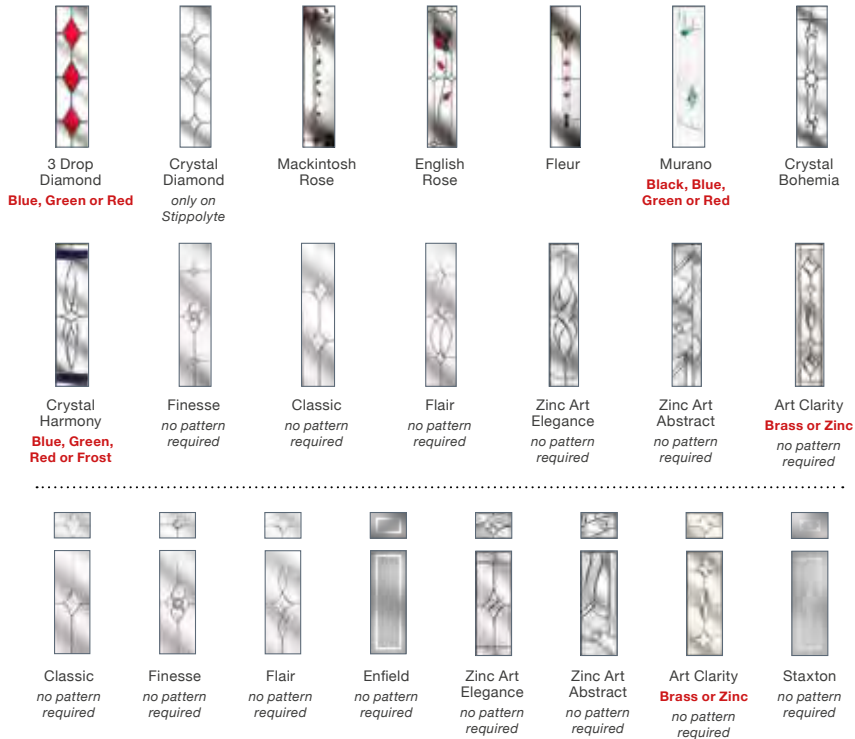 3 Drop
Diamond
Blue, Green or Red
Crystal
Diamond
only on
Stippolyte
Mackintosh
Rose
English
Rose
Fleur
Murano
Black, Blue,
Green or Red
Crystal
Bohemia
Crystal
Harmony
Blue, Green,
Red or Frost
Finesse
no pattern
required
Classic
no pattern
required
Flair
no pattern
required
Zinc Art
Elegance
no pattern
required
Zinc Art
Abstract
no pattern
required
Art Clarity
Brass or Zinc
no pattern
required
Classic
no pattern
required
Finesse
no pattern
required
Flair
no pattern
required
Enfield
no pattern
required
Zinc Art
Elegance
no pattern
required
Zinc Art
Abstract
no pattern
required
Art Clarity
Brass or Zinc
no pattern
required
Staxton
no pattern
required